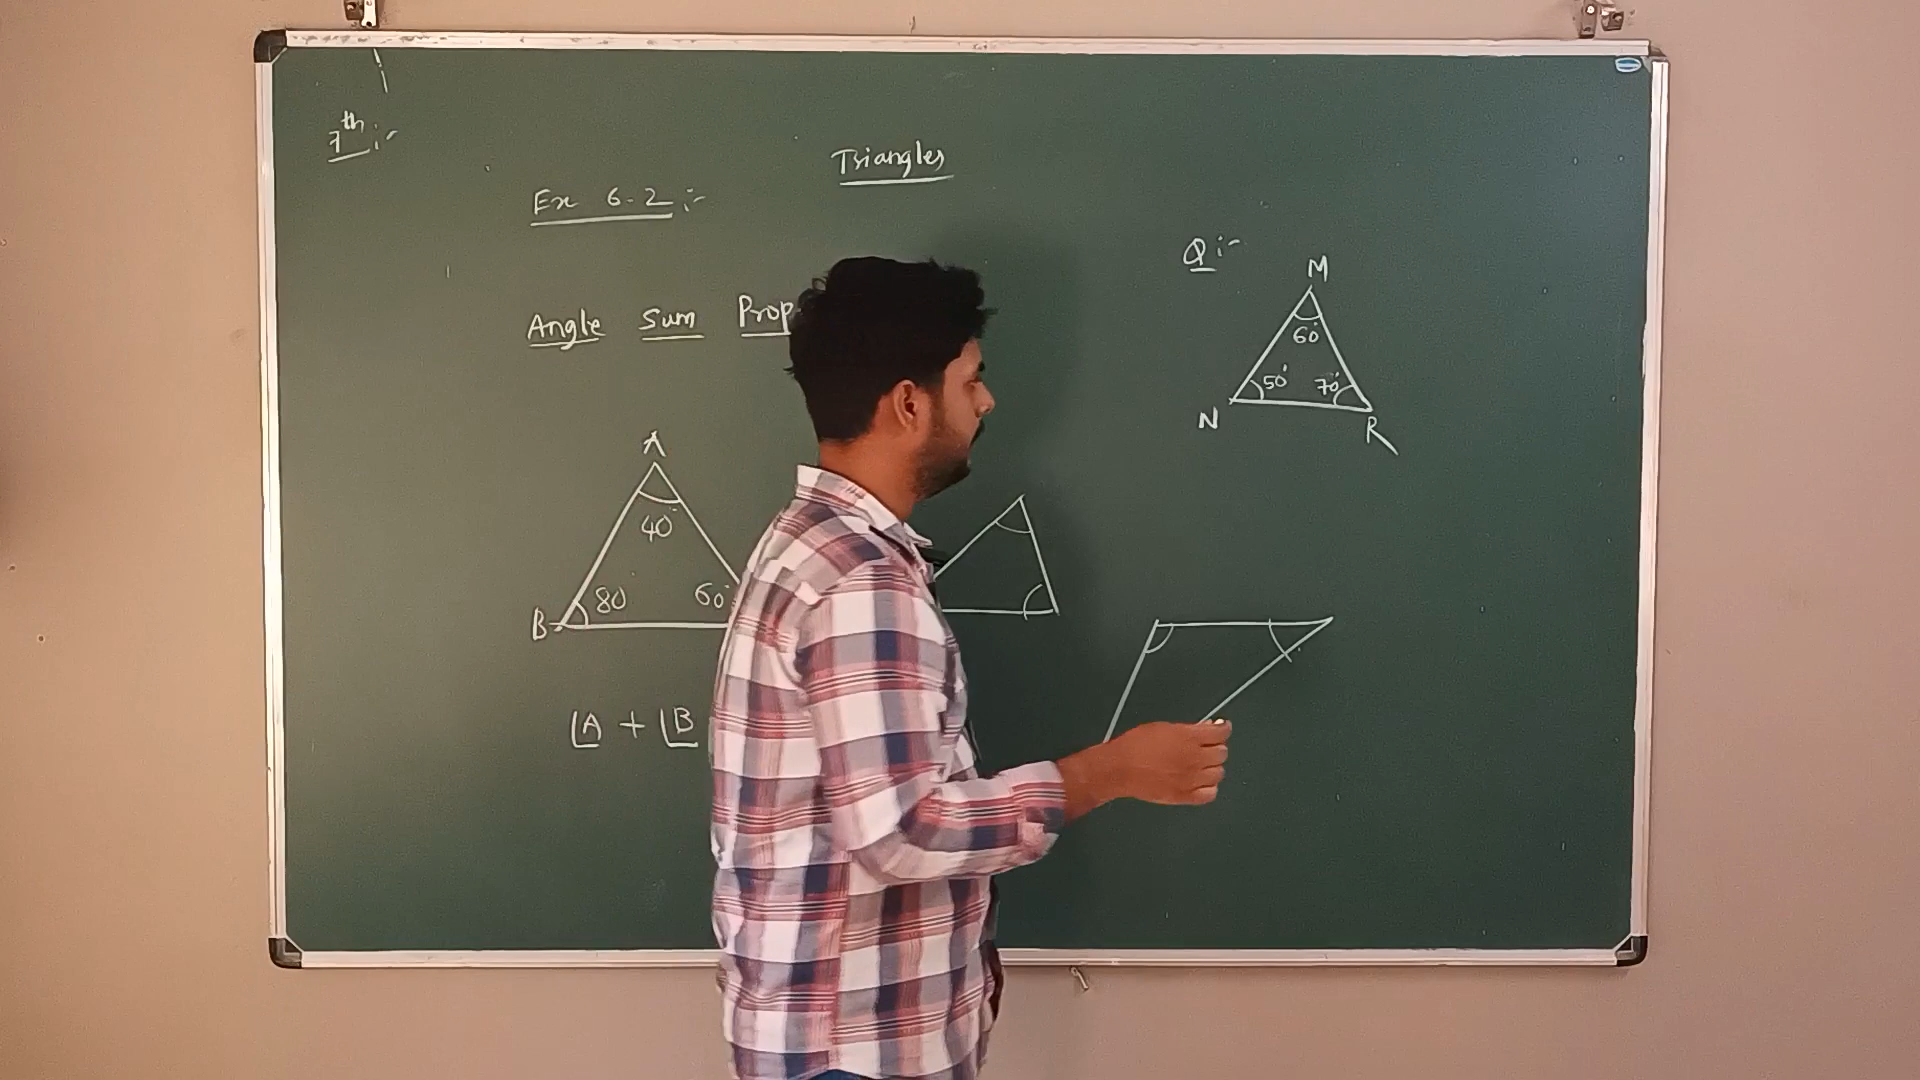 7th :-
Triangles
Ex 6.2 :-
Angle Sum Prop
Q :-
M
60°
50° 70°
N R
A
40°
80 60°
B
∠A + ∠B